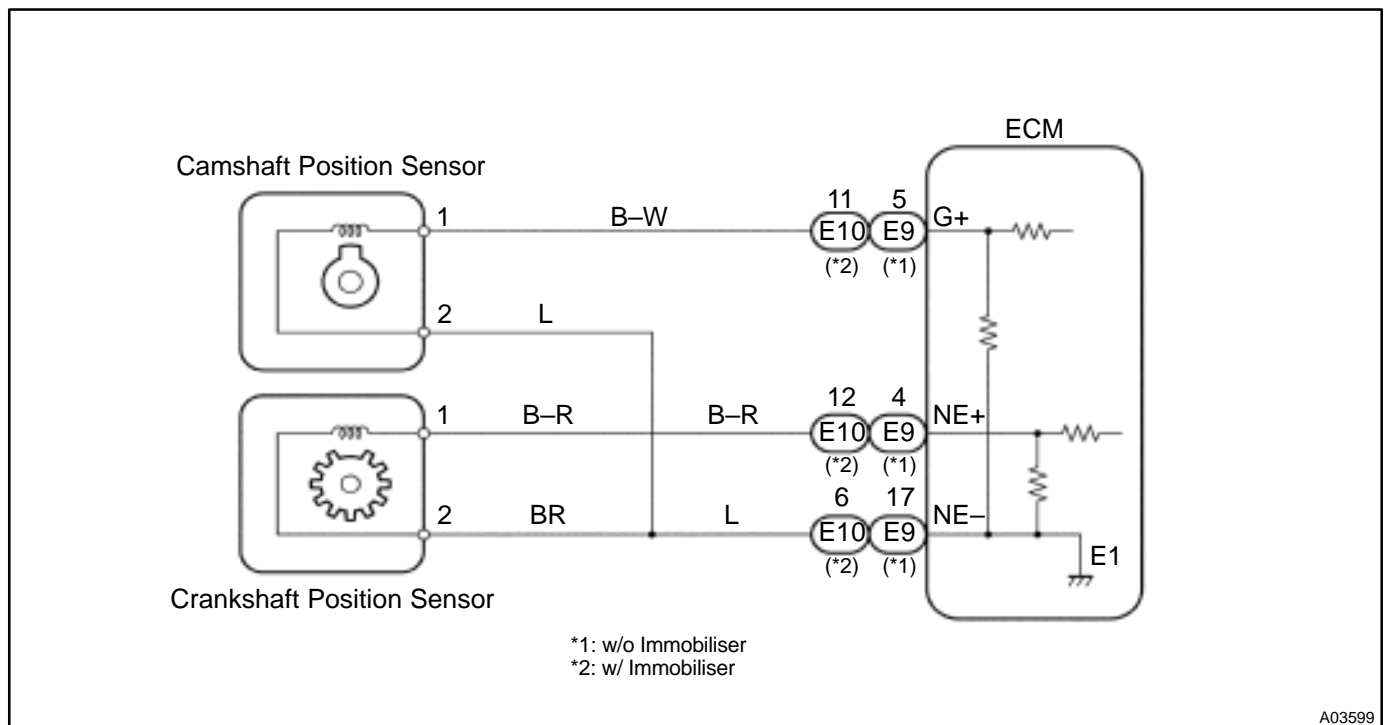 ECM
Camshaft Position Sensor
1 B–W 11 5 G+
E10 E9
(*2) (*1)
2 L
1 B–R B–R 12 4 NE+
E10 E9
(*2) (*1)
6 17
2 BR L E10 E9 NE–
(*2) (*1)
E1
Crankshaft Position Sensor
*1: w/o Immobiliser
*2: w/ Immobiliser
A03599